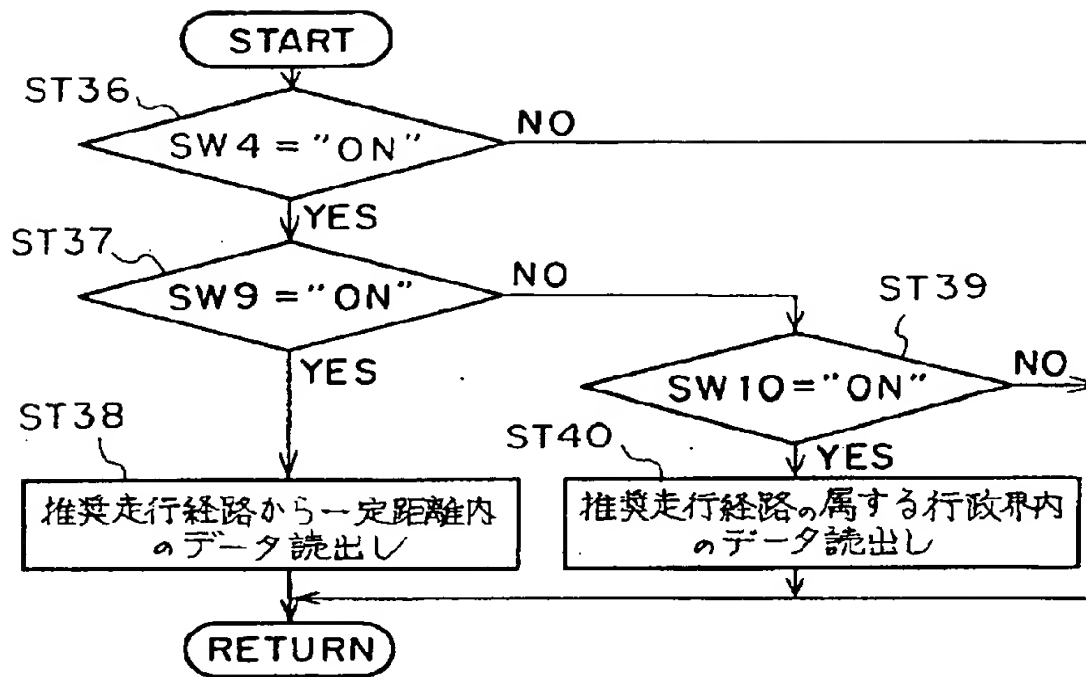 START
ST36
SW4="ON"
NO
YES
ST37
SW9="ON"
NO
ST39
YES
SW10="ON"
NO
ST38
ST40
YES
推奨走行経路から一定距離内
のデータ読出し
推奨走行経路の属する行政界内
のデータ読出し
RETURN